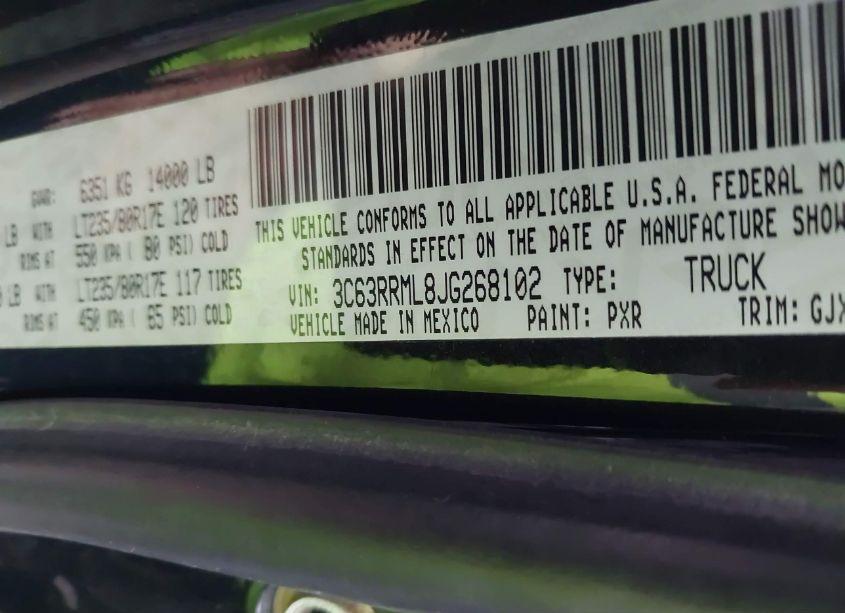 GVWR: 6351 KG 14000 LB
LB WITH LT235/80R17E 120 TIRES
RIMS AT 550 KPA ( 80 PSI) COLD
LB WITH LT235/80R17E 117 TIRES
RIMS AT 450 KPA ( 65 PSI) COLD
THIS VEHICLE CONFORMS TO ALL APPLICABLE U.S.A. FEDERAL MO
STANDARDS IN EFFECT ON THE DATE OF MANUFACTURE SHOW
VIN: 3C63RRML8JG268102 TYPE: TRUCK
VEHICLE MADE IN MEXICO PAINT: PXR TRIM: GJX